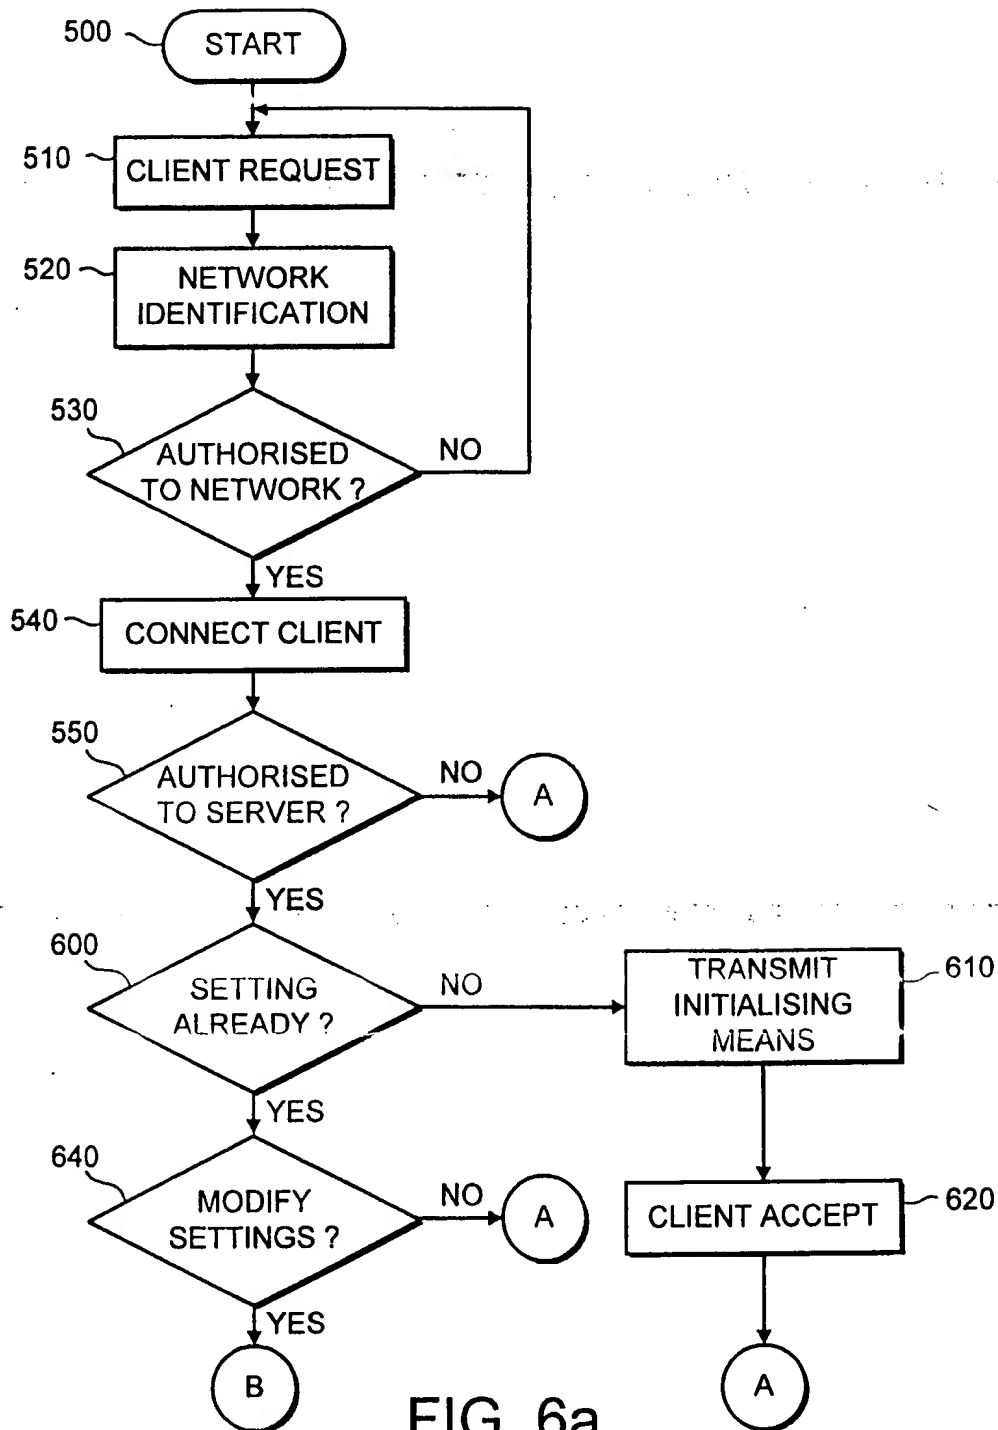 500
START
510
CLIENT REQUEST
520
NETWORK
IDENTIFICATION
530
AUTHORISED
TO NETWORK ?
NO
YES
540
CONNECT CLIENT
550
AUTHORISED
TO SERVER ?
NO
A
YES
600
SETTING
ALREADY ?
NO
TRANSMIT
INITIALISING
MEANS
610
YES
640
MODIFY
SETTINGS ?
NO
A
CLIENT ACCEPT
620
YES
B
A
FIG. 6a